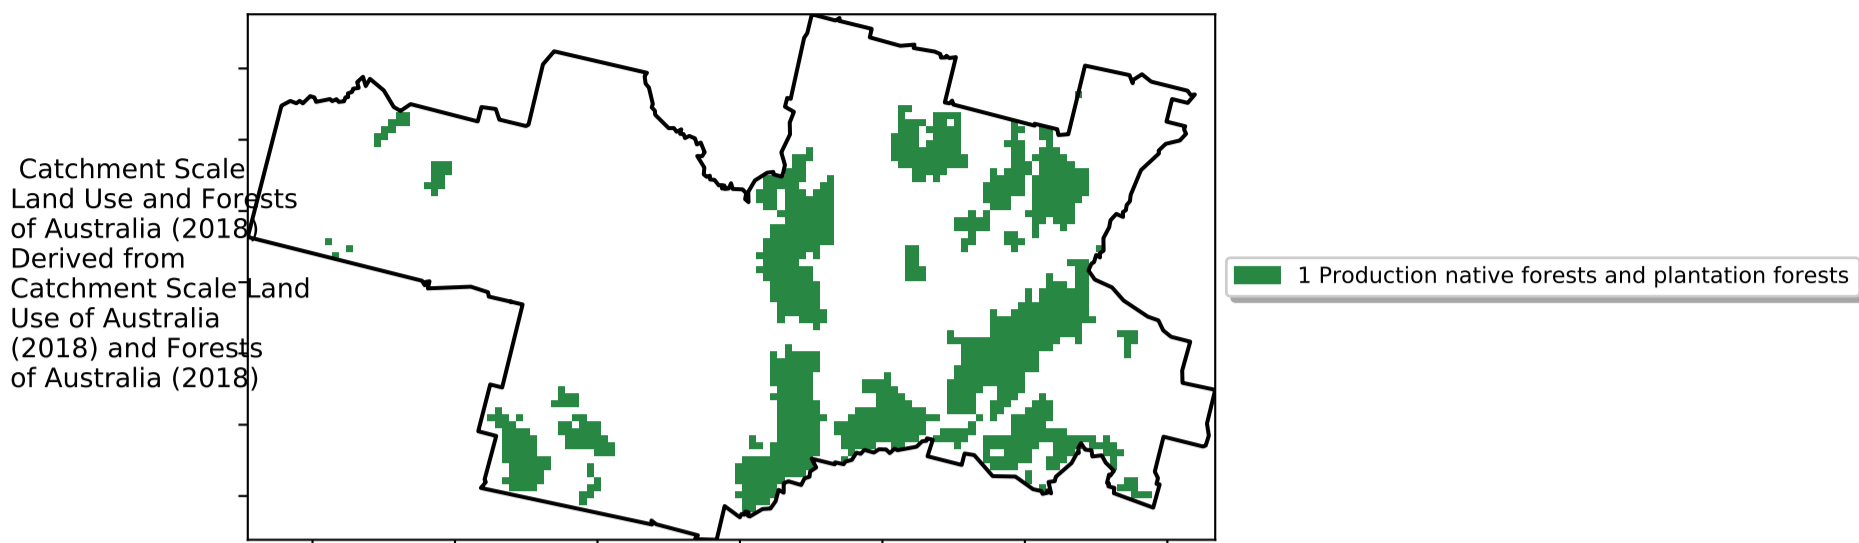 Catchment Scale
Land Use and Forests
of Australia (2018)
Derived from
Catchment Scale Land
Use of Australia
(2018) and Forests
of Australia (2018)
1 Production native forests and plantation forests